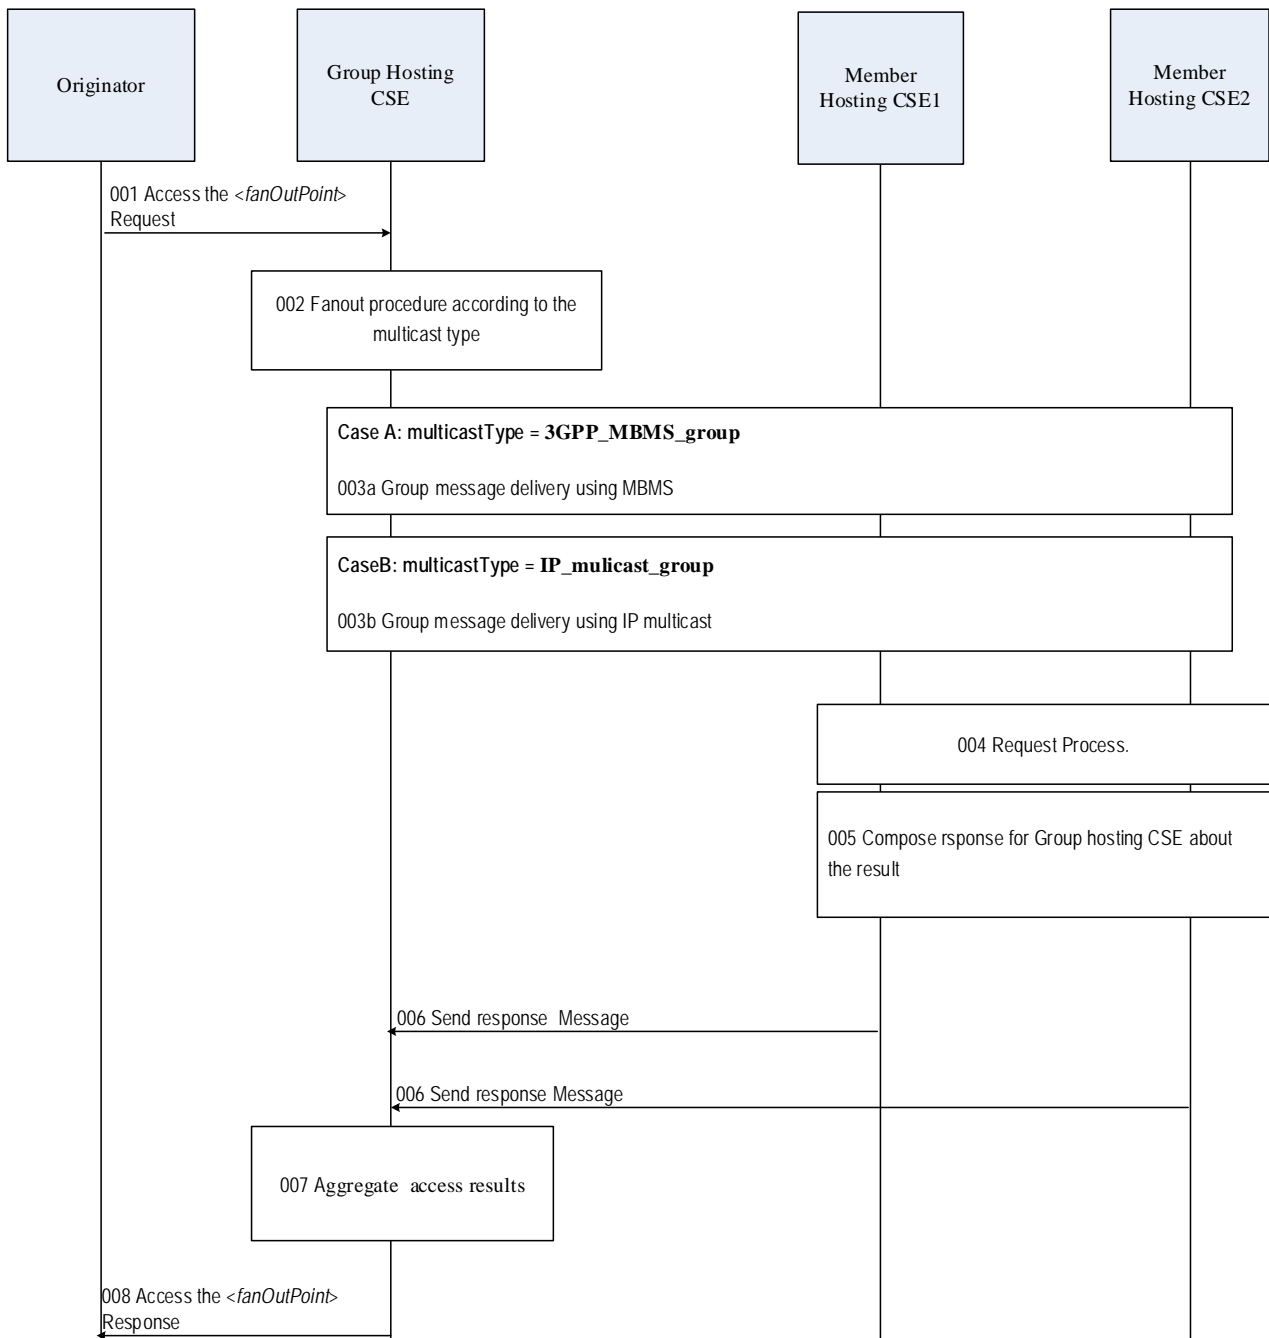 Originator
Group Hosting
CSE
Member
Hosting CSE1
Member
Hosting CSE2
001 Access the <fanOutPoint>
Request
002 Fanout procedure according to the
multicast type
Case A: multicastType = 3GPP_MBMS_group
003a Group message delivery using MBMS
CaseB: multicastType = IP_mulicast_group
003b Group message delivery using IP multicast
004 Request Process.
005 Compose rsponse for Group hosting CSE about
the result
006 Send response  Message
006 Send response Message
007 Aggregate  access results
008 Access the <fanOutPoint>
Response